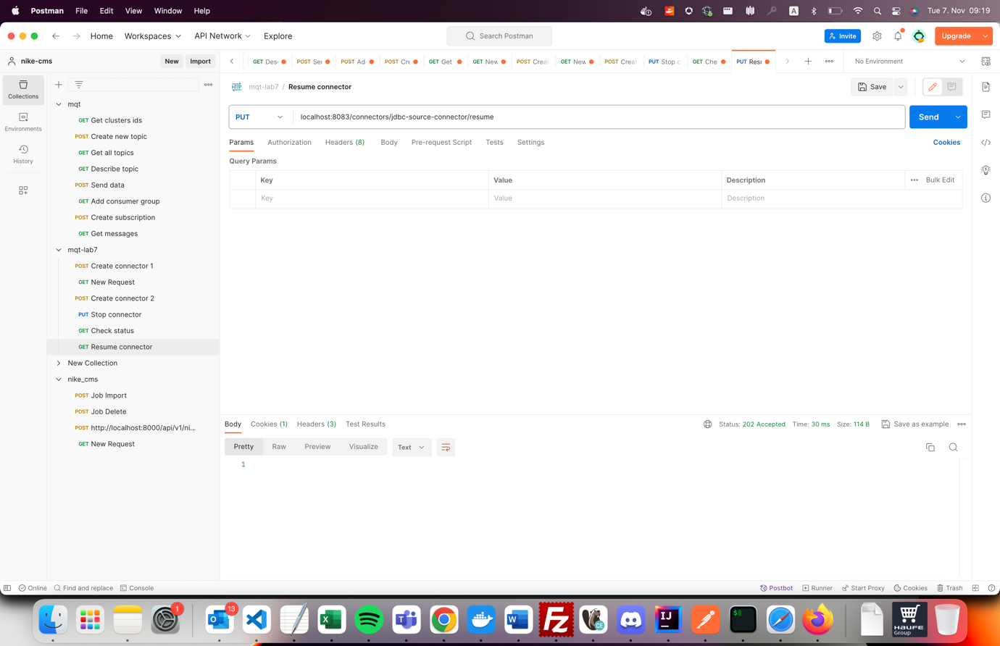 Postman File Edit View Window Help A Tue 7. Nov 09:19
Home Workspaces API Network Explore Search Postman Invite Upgrade
nike-cms New Import GET Des POST Se POST Ad POST Cre GET Get GET New POST Creat GET New POST Creat PUT Stop c GET Che PUT Res No Environment
Collections
Environments
History
mqt
GET Get clusters ids
POST Create new topic
GET Get all topics
GET Describe topic
POST Send data
GET Add consumer group
POST Create subscription
GET Get messages
mqt-lab7
POST Create connector 1
GET New Request
POST Create connector 2
PUT Stop connector
GET Check status
GET Resume connector
New Collection
nike_cms
POST Job Import
POST Job Delete
POST http://localhost:8000/api/v1/ni...
GET New Request
HTTP mqt-lab7 / Resume connector Save
PUT localhost:8083/connectors/jdbc-source-connector/resume Send
Params Authorization Headers (8) Body Pre-request Script Tests Settings Cookies
Query Params
Key Value Description Bulk Edit
Key Value Description
Body Cookies (1) Headers (3) Test Results Status: 202 Accepted Time: 30 ms Size: 114 B Save as example
Pretty Raw Preview Visualize Text
1
Online Find and replace Console Postbot Runner Start Proxy Cookies Trash
1 13 $ CE IJ HAUFE.
Group